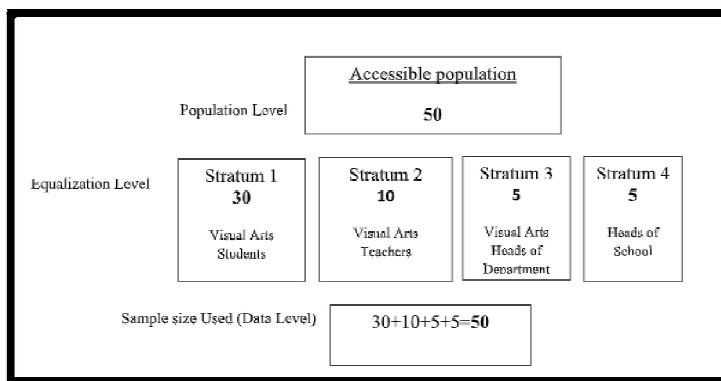 Accessible population
Population Level
50
Equalization Level
Stratum 1
30
Visual Arts
Students
Stratum 2
10
Visual Arts
Teachers
Stratum 3
5
Visual Arts
Heads of
Department
Stratum 4
5
Heads of
School
Sample size Used (Data Level)
30+10+5+5=50